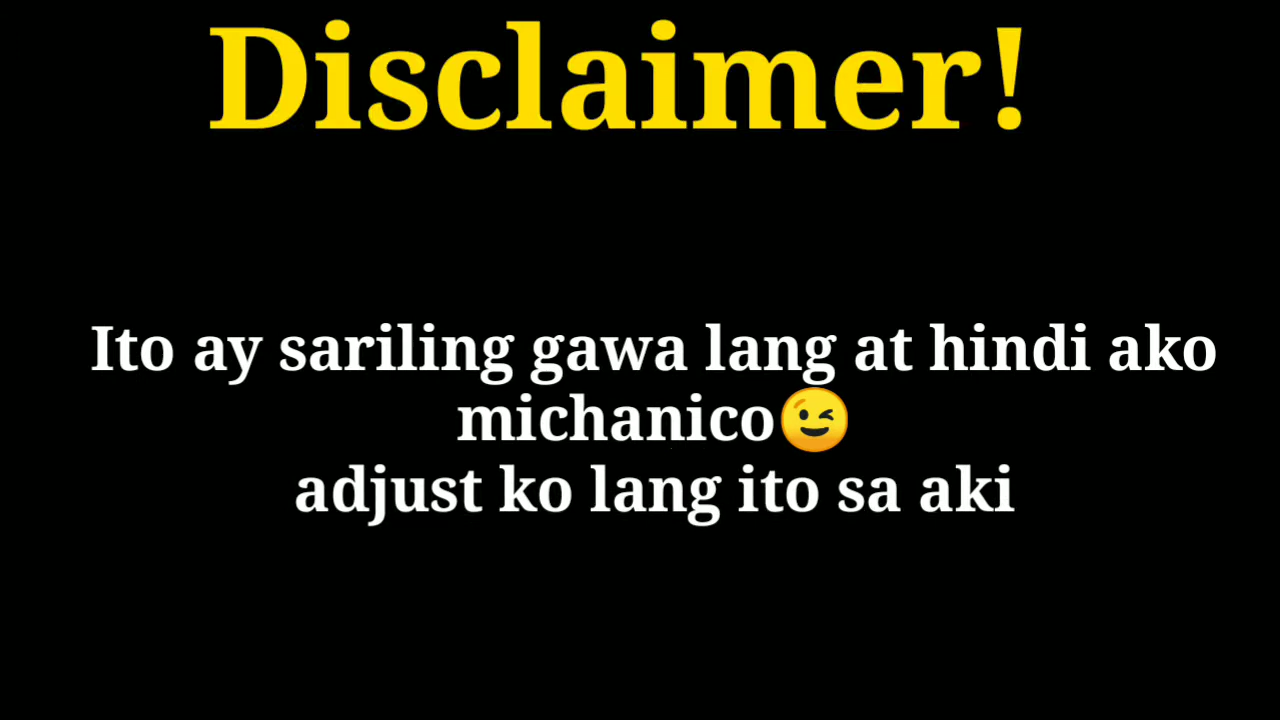 Disclaimer!
Ito ay sariling gawa lang at hindi ako
michanico😉
adjust ko lang ito sa aki